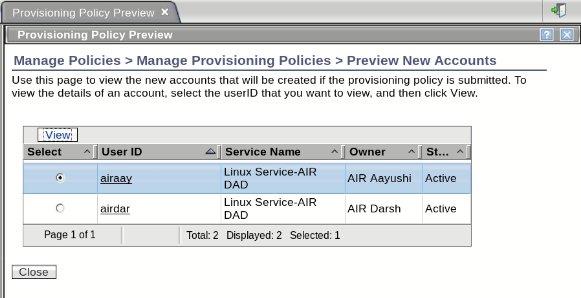 Provisioning Policy Preview
Provisioning Policy Preview
Manage Policies > Manage Provisioning Policies > Preview New Accounts
Use this page to view the new accounts that will be created if the provisioning policy is submitted. To
view the details of an account, select the userID that you want to view, and then click View.
View
Select User ID Service Name Owner St...
airaay Linux Service-AIR DAD AIR Aayushi Active
airdar Linux Service-AIR DAD AIR Darsh Active
Page 1 of 1 Total: 2 Displayed: 2 Selected: 1
Close